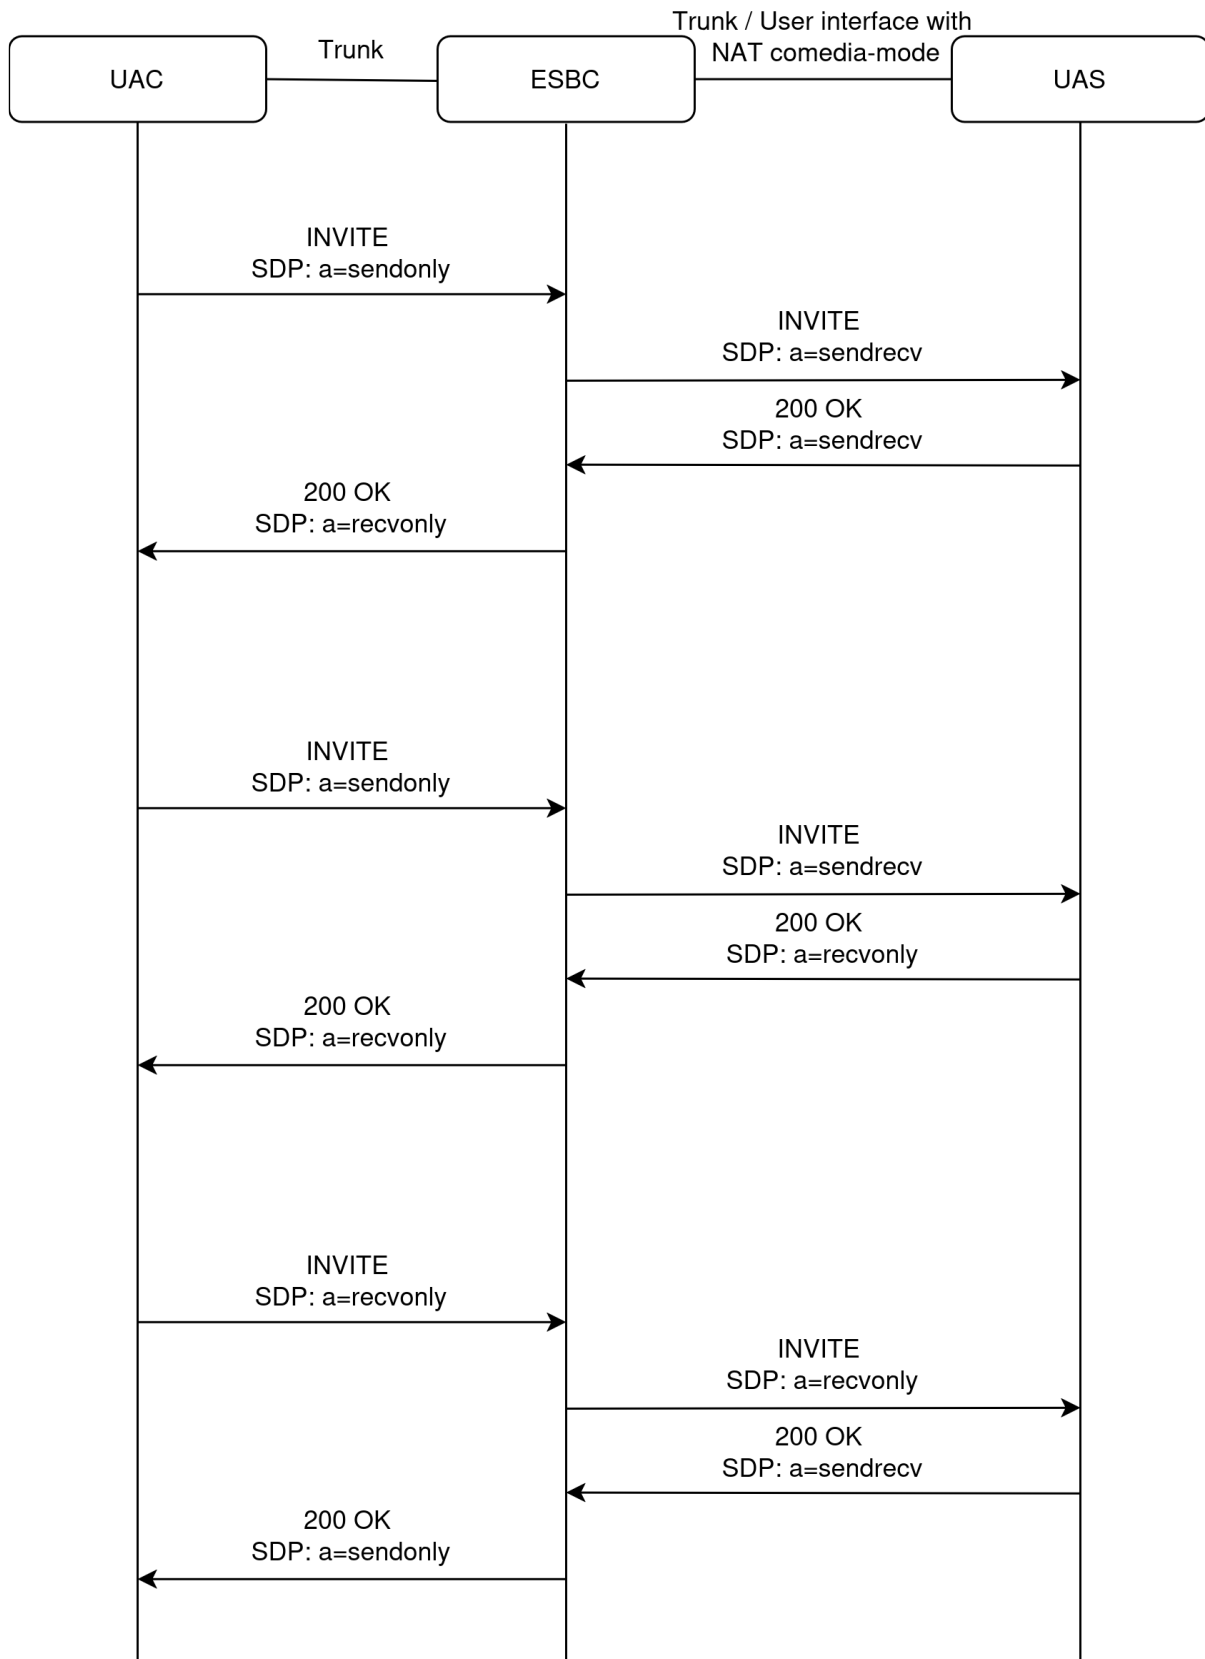 Trunk / User interface with
NAT comedia-mode
Trunk
UAC
ESBC
UAS
INVITE
SDP: a=sendonly
INVITE
SDP: a=sendrecv
200 OK
SDP: a=sendrecv
200 OK
SDP: a=recvonly
INVITE
SDP: a=sendonly
INVITE
SDP: a=sendrecv
200 OK
SDP: a=recvonly
200 OK
SDP: a=recvonly
INVITE
SDP: a=recvonly
INVITE
SDP: a=recvonly
200 OK
SDP: a=sendrecv
200 OK
SDP: a=sendonly